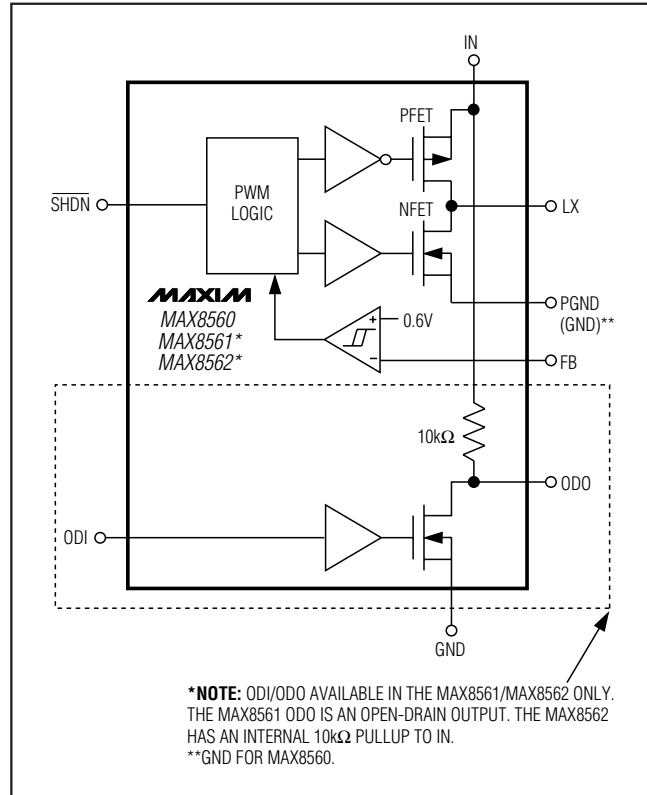 IN
PFET
SHDN
PWM
LOGIC
NFET
LX
MAXIM
MAX8560
MAX8561*
MAX8562*
+
0.6V
PGND
(GND)**
−
FB
10kΩ
ODO
ODI
GND
*NOTE: ODI/ODO AVAILABLE IN THE MAX8561/MAX8562 ONLY.
THE MAX8561 ODO IS AN OPEN-DRAIN OUTPUT. THE MAX8562
HAS AN INTERNAL 10kΩ PULLUP TO IN.
**GND FOR MAX8560.